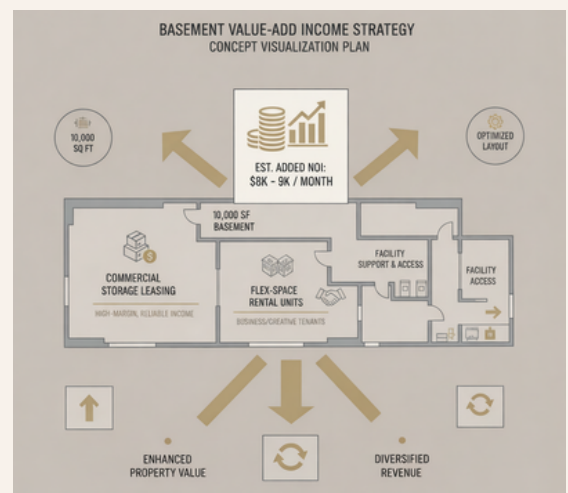 BASEMENT VALUE-ADD INCOME STRATEGY
CONCEPT VISUALIZATION PLAN
10,000
SQ FT
EST. ADDED NOI:
$8K - 9K / MONTH
OPTIMIZED
LAYOUT
10,000 SF
BASEMENT
COMMERCIAL
STORAGE LEASING
HIGH-MARGIN, RELIABLE INCOME
FLEX-SPACE
RENTAL UNITS
BUSINESS/CREATIVE TENANTS
FACILITY
SUPPORT & ACCESS
FACILITY
ACCESS
ENHANCED
PROPERTY VALUE
DIVERSIFIED
REVENUE